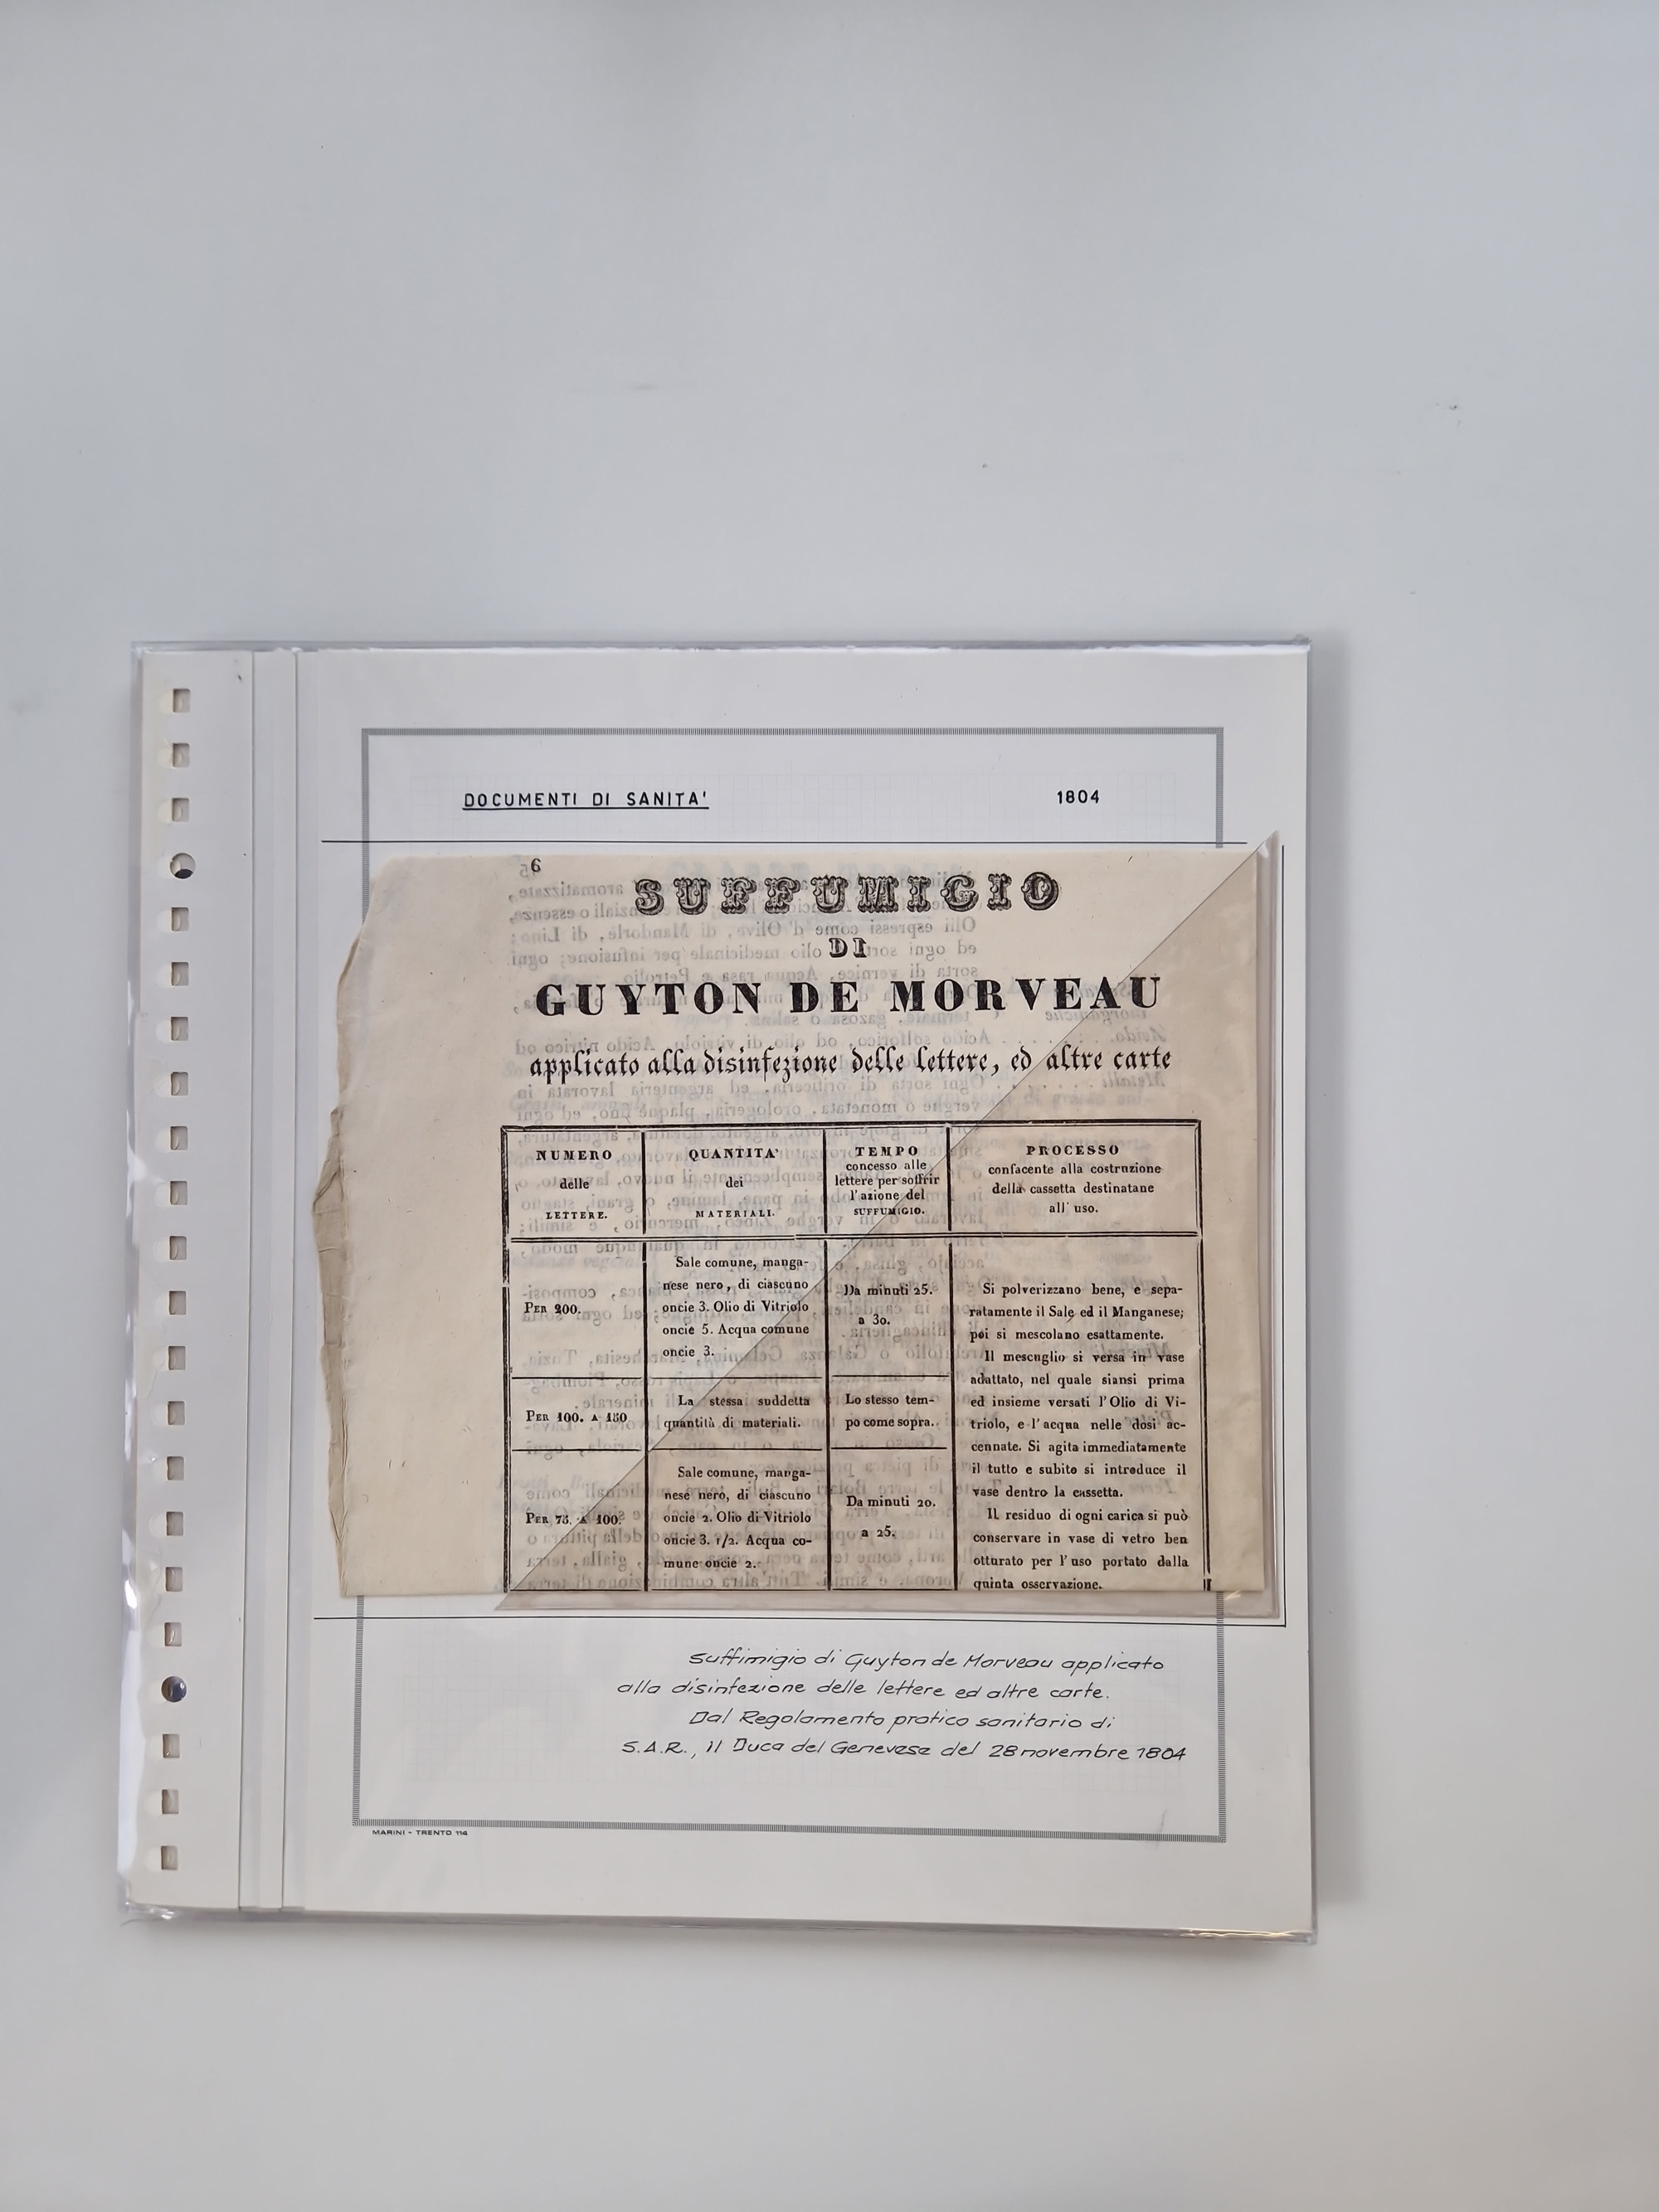 DOCUMENTI DI SANITA' 1804
6
SUFFUMIGIO
DI
GUYTON DE MORVEAU
applicato alla disinfezione delle lettere, ed altre carte
NUMERO
delle
LETTERE.
QUANTITA'
dei
MATERIALI.
TEMPO
concesso alle
lettere per soffrir
l'azione del
SUFFUMIGIO.
PROCESSO
confacente alla costruzione
della cassetta destinatane
all' uso.
PER 200.
Sale comune, manga-
nese nero, di ciascuno
oncie 3. Olio di Vitriolo
oncie 5. Acqua comune
oncie 3.
Da minuti 25.
a 30.
PER 100. A 150
La stessa suddetta
quantità di materiali.
Lo stesso tem-
po come sopra.
PER 75. A 100.
Sale comune, manga-
nese nero, di ciascuno
oncie 2. Olio di Vitriolo
oncie 3. 1/2. Acqua co-
mune oncie 2.
Da minuti 20.
a 25.
Si polverizzano bene, e sepa-
ratamente il Sale ed il Manganese;
poi si mescolano esattamente.
Il mescuglio si versa in vase
adattato, nel quale siansi prima
ed insieme versati l'Olio di Vi-
triolo, e l'acqua nelle dosi ac-
cennate. Si agita immediatamente
il tutto e subito si introduce il
vase dentro la cassetta.
IL residuo di ogni carica si può
conservare in vase di vetro ben
otturato per l'uso portato dalla
quinta osservazione.
Suffimigio di Guyton de Morveau applicato
alla disinfezione delle lettere ed altre carte.
Dal Regolamento pratico sanitario di
S.A.R., il Duca del Genevese del 28 novembre 1804
MARINI - TRENTO 114